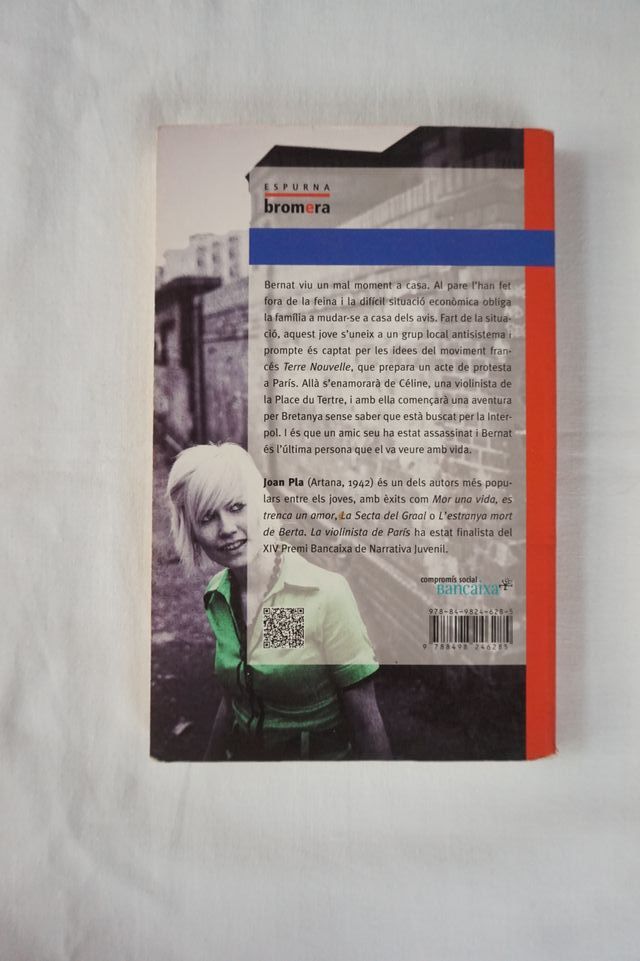 ESPURNA
bromera
Bernat viu un mal moment a casa. Al pare l'han fet
fora de la feina i la difícil situació econòmica obliga
la família a mudar-se a casa dels avis. Fart de la situa-
ció, aquest jove s'uneix a un grup local antisistema i
prompte és captat per les idees del moviment fran-
cés Terre Nouvelle, que prepara un acte de protesta
a París. Allà s'enamorarà de Céline, una violinista de
la Place du Tertre, i amb ella començarà una aventura
per Bretanya sense saber que està buscat per la Inter-
pol. I és que un amic seu ha estat assassinat i Bernat
és l'última persona que el va veure amb vida.
Joan Pla (Artana, 1942) és un dels autors més popu-
lars entre els joves, amb èxits com Mor una vida, es
trenca un amor, La Secta del Graal o L'estranya mort
de Berta. La violinista de París ha estat finalista del
XIV Premi Bancaixa de Narrativa Juvenil.
compromís social
Bancaixa
978-84-9824-628-5
9 788498 246285